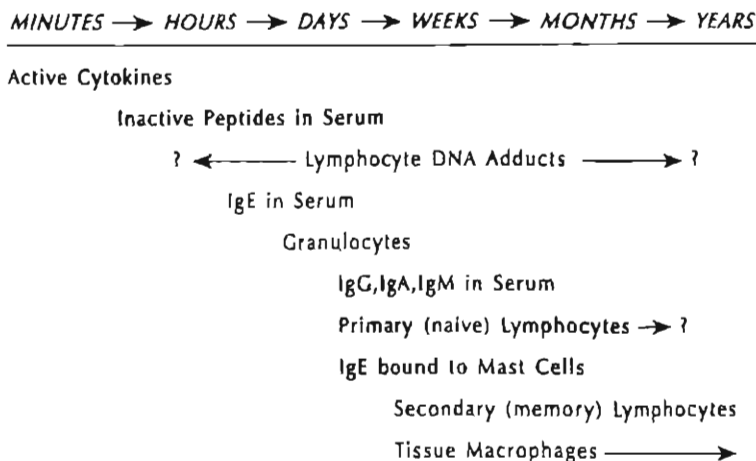 MINUTES → HOURS → DAYS → WEEKS → MONTHS → YEARS
Active Cytokines
Inactive Peptides in Serum
? ← Lymphocyte DNA Adducts → ?
IgE in Serum
Granulocytes
IgG,IgA,IgM in Serum
Primary (naive) Lymphocytes → ?
IgE bound to Mast Cells
Secondary (memory) Lymphocytes
Tissue Macrophages →